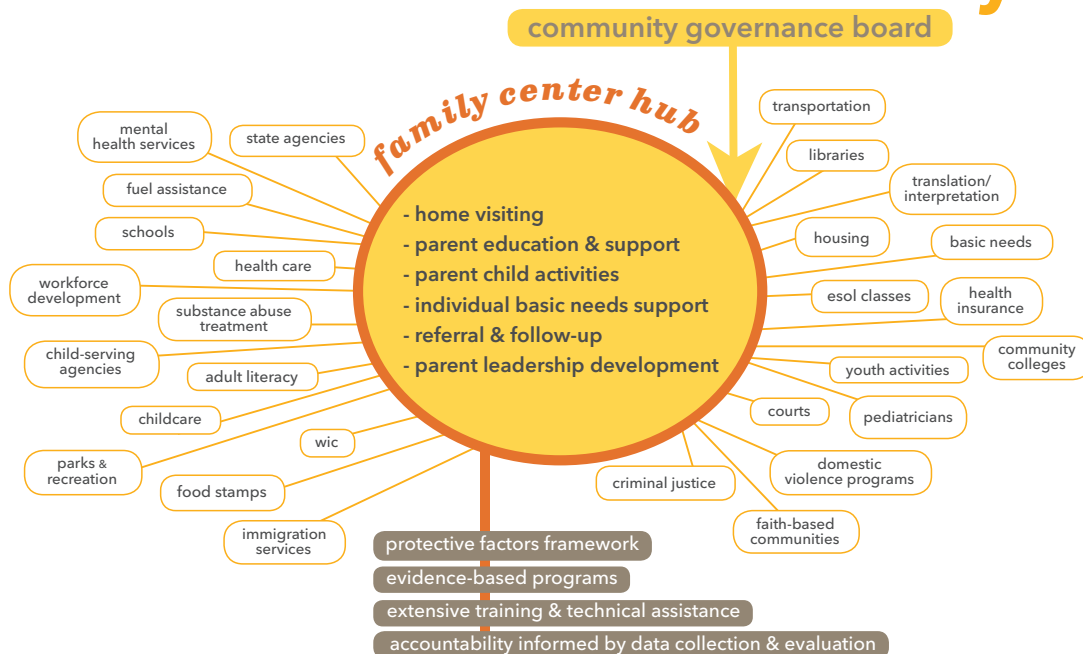 community governance board
family center hub
transportation
mental
health services
state agencies
libraries
fuel assistance
translation/
interpretation
- home visiting
schools
- parent education & support
housing
basic needs
health care
- parent child activities
workforce
development
- individual basic needs support
esol classes
health
insurance
substance abuse
treatment
- referral & follow-up
child-serving
agencies
- parent leadership development
community
colleges
adult literacy
youth activities
childcare
courts
pediatricians
wic
parks &
recreation
food stamps
criminal justice
domestic
violence programs
immigration
services
faith-based
communities
protective factors framework
evidence-based programs
extensive training & technical assistance
accountability informed by data collection & evaluation